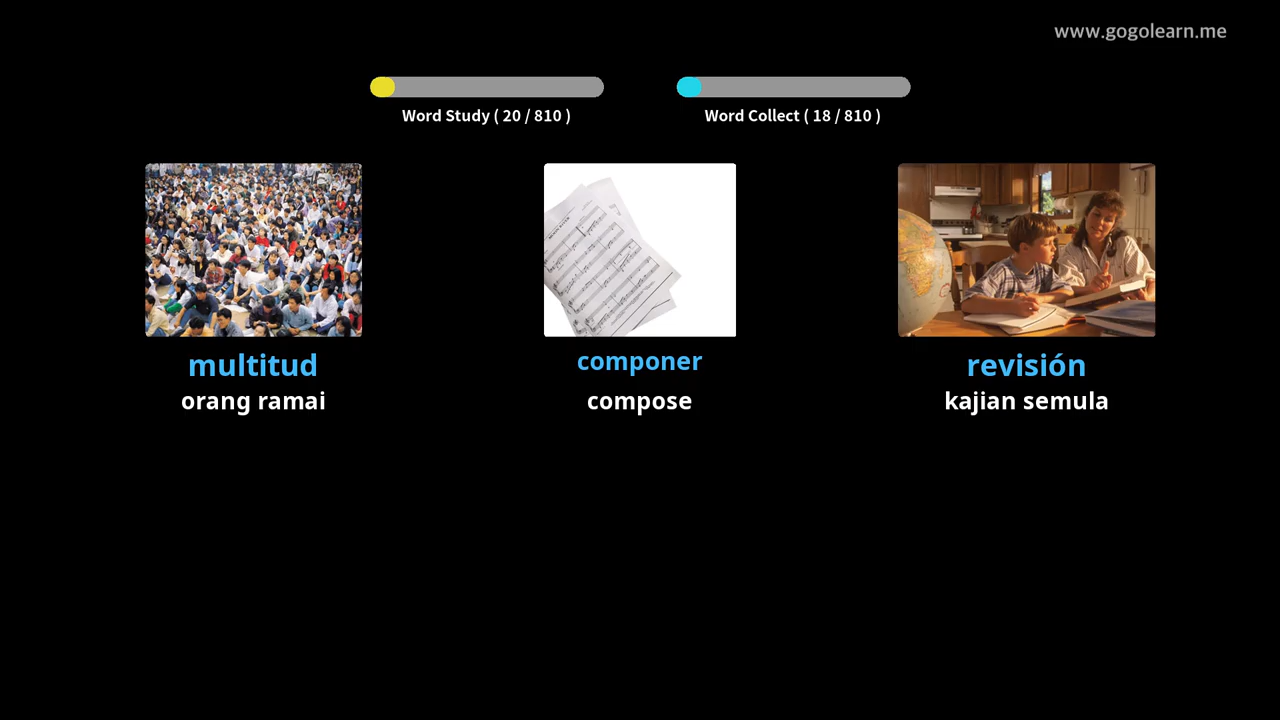 www.gogolearn.me
Word Study ( 20 / 810 )
Word Collect ( 18 / 810 )
multitud
orang ramai
componer
compose
revisión
kajian semula